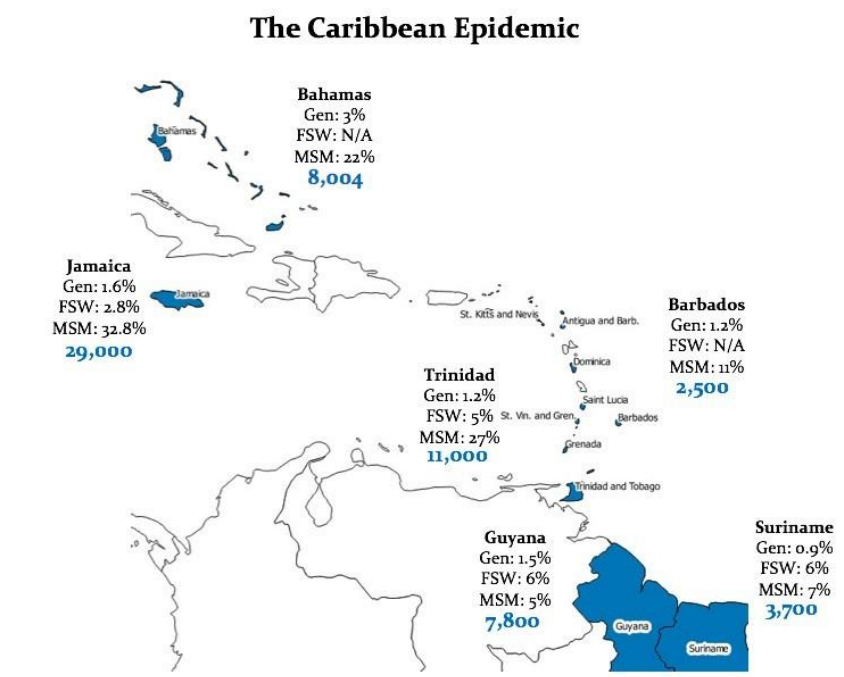 The Caribbean Epidemic
Bahamas
Gen: 3%
FSW: N/A
MSM: 22%
8,004
Bahamas
Jamaica
Gen: 1.6%
FSW: 2.8%
MSM: 32.8%
29,000
Jamaica
St. Kitts and Nevis
Antigua and Barb.
Dominica
Saint Lucia
St. Vin. and Gren.
Barbados
Grenada
Trinidad and Tobago
Barbados
Gen: 1.2%
FSW: N/A
MSM: 11%
2,500
Trinidad
Gen: 1.2%
FSW: 5%
MSM: 27%
11,000
Guyana
Gen: 1.5%
FSW: 6%
MSM: 5%
7,800
Guyana
Suriname
Gen: 0.9%
FSW: 6%
MSM: 7%
3,700
Suriname